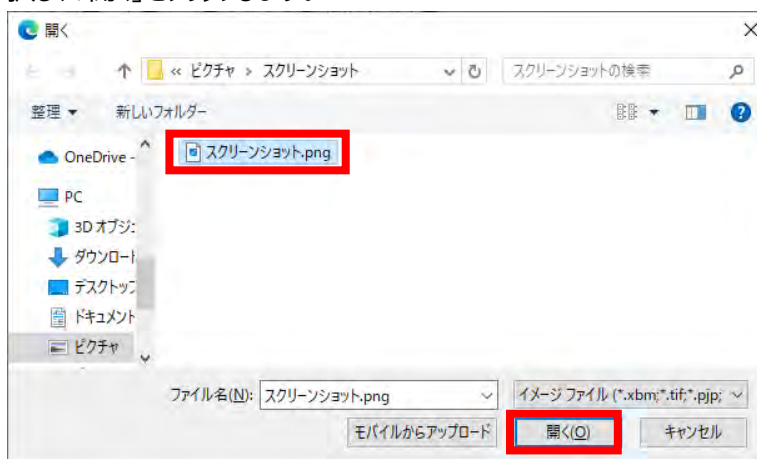 開く
« ピクチャ > スクリーンショット
スクリーンショットの検索
整理 新しいフォルダー
OneDrive -
スクリーンショット.png
PC
3D オブジェ
ダウンロード
デスクトップ
ドキュメント
ピクチャ
ファイル名(N): スクリーンショット.png
イメージ ファイル (*.xbm;*.tif;*.pjp;
モバイルからアップロード 開く(O) キャンセル